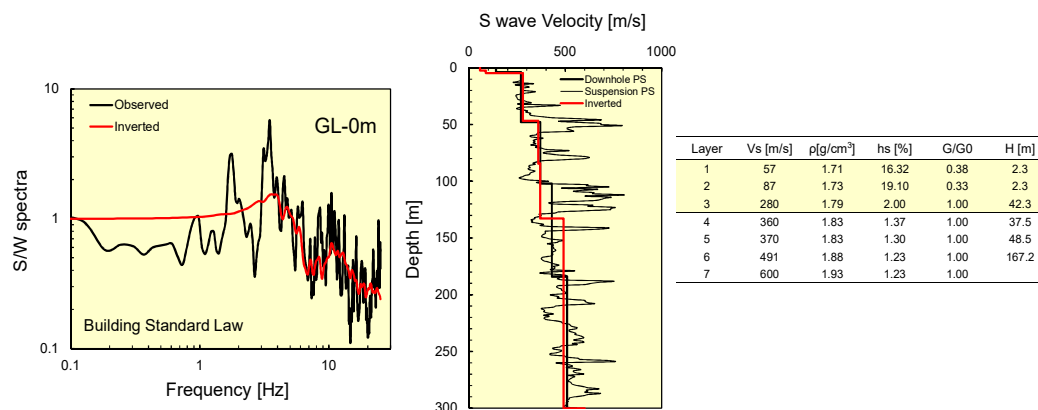 10
1
0.1
0.1
1
10
S/W spectra
Frequency [Hz]
Observed
Inverted
GL-0m
Building Standard Law
S wave Velocity [m/s]
0 500 1000
0
50
100
150
200
250
300
Depth [m]
Downhole PS
Suspension PS
Inverted
Layer Vs [m/s] ρ[g/cm³] hs [%] G/G0 H [m]
1 57 1.71 16.32 0.38 2.3
2 87 1.73 19.10 0.33 2.3
3 280 1.79 2.00 1.00 42.3
4 360 1.83 1.37 1.00 37.5
5 370 1.83 1.30 1.00 48.5
6 491 1.88 1.23 1.00 167.2
7 600 1.93 1.23 1.00